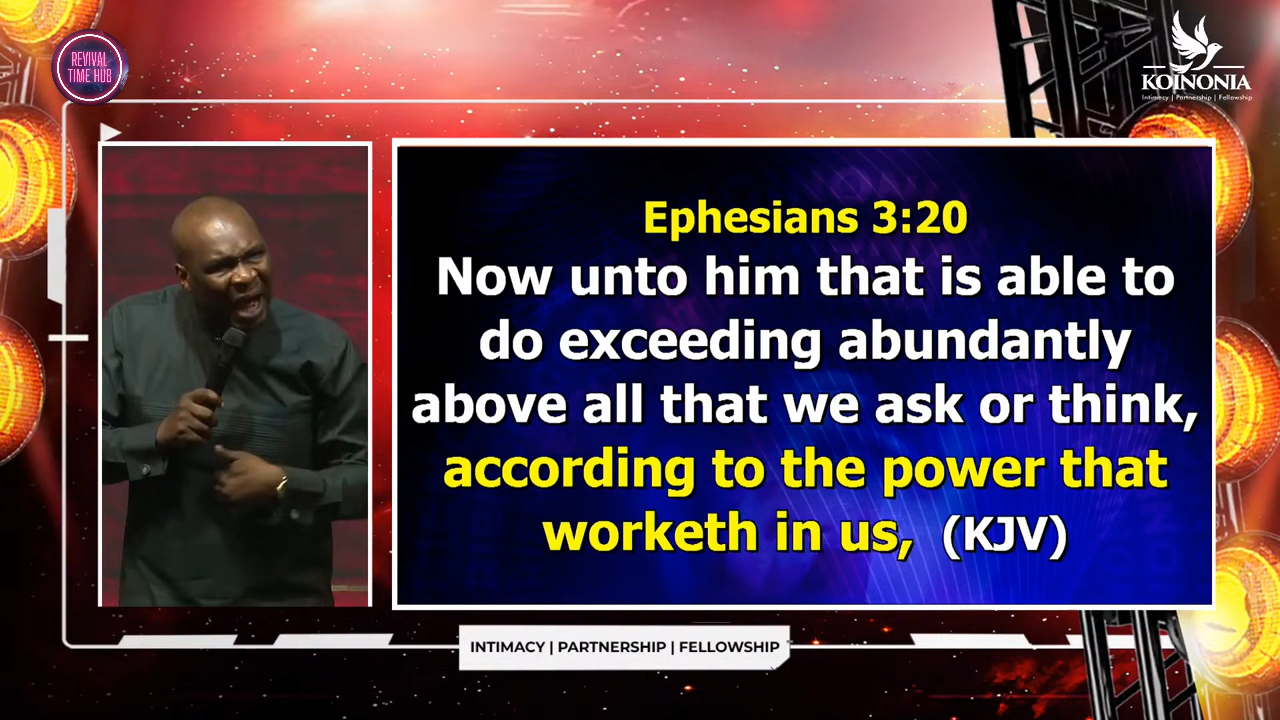 REVIVAL
TIME HUB
KOINONIA
Intimacy | Partnership | Fellowship
Ephesians 3:20
Now unto him that is able to
do exceeding abundantly
above all that we ask or think,
according to the power that
worketh in us, (KJV)
INTIMACY | PARTNERSHIP | FELLOWSHIP